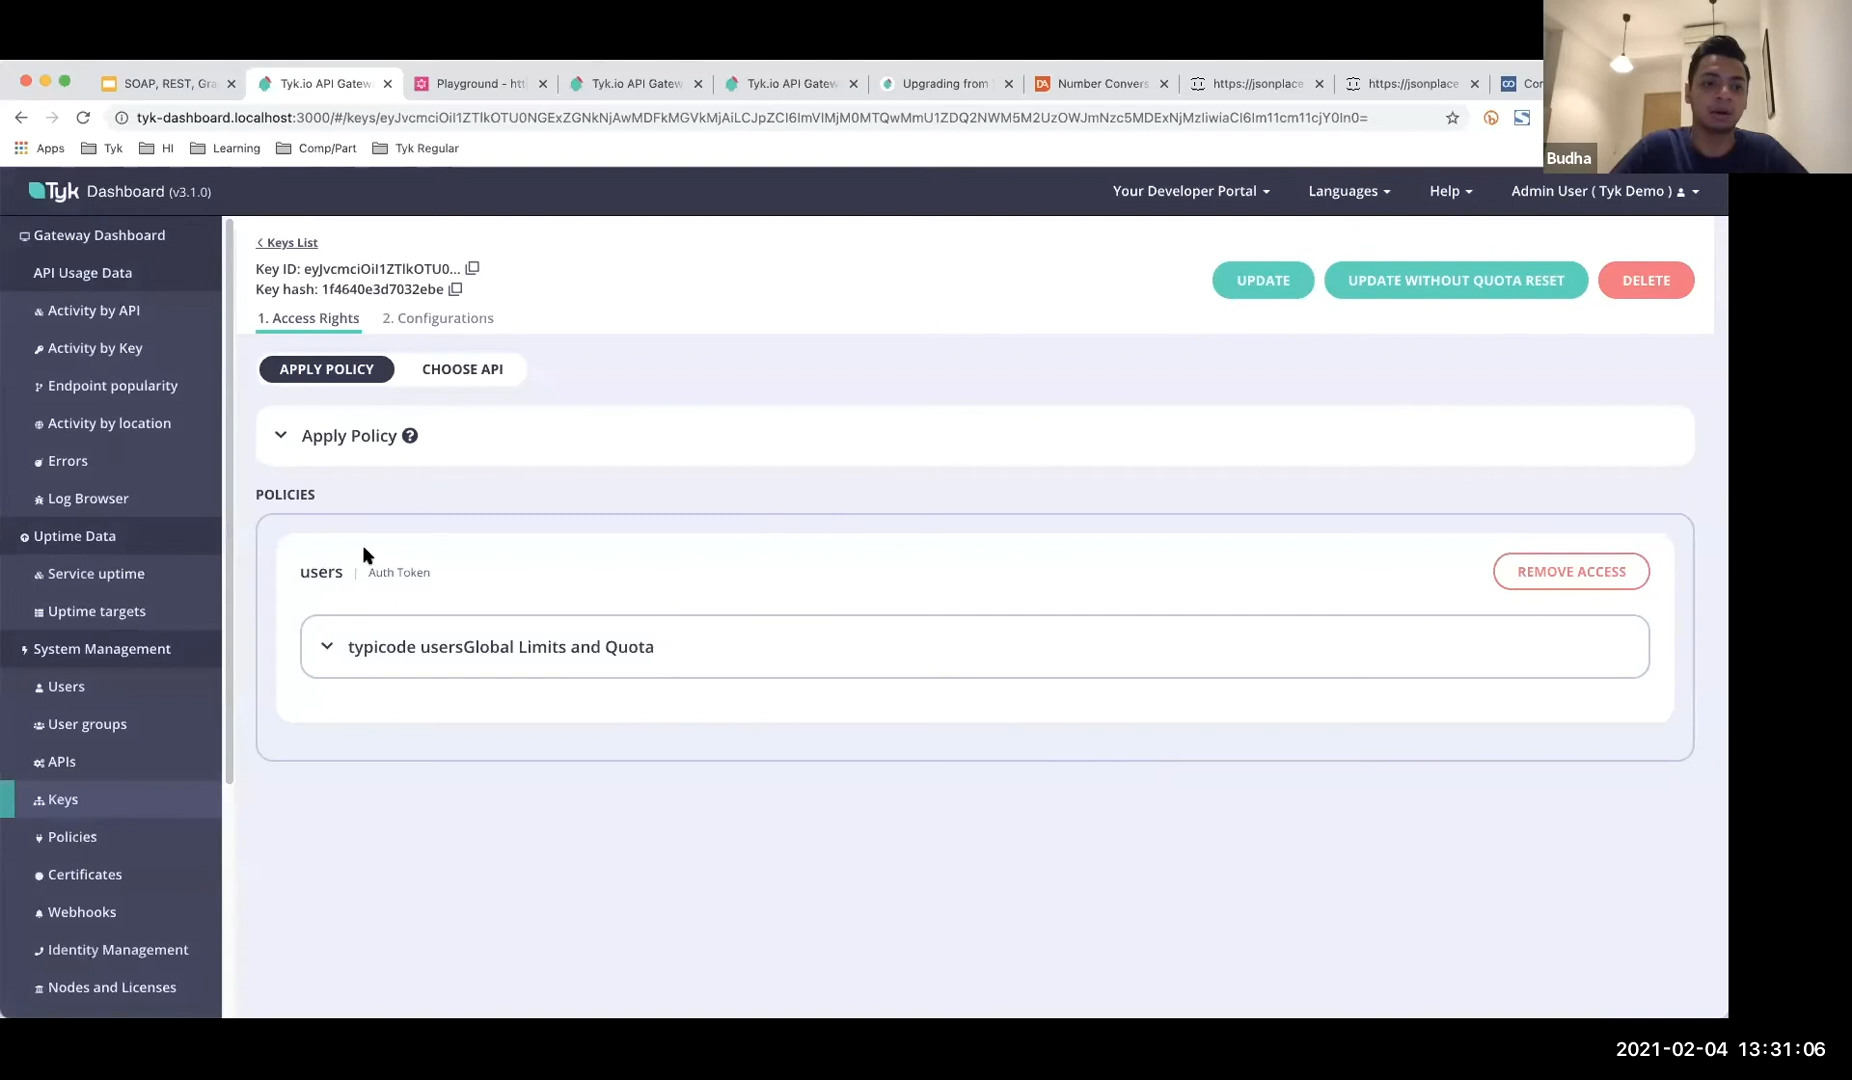 SOAP, REST, Gra
Tyk.io API Gatew
Playground - htt
Tyk.io API Gatew
Tyk.io API Gatew
Upgrading from
Number Convers
https://jsonplace
https://jsonplace
Cor
Apps
Tyk
HI
Learning
Comp/Part
Tyk Regular
Budha
Tyk Dashboard (v3.1.0)
Your Developer Portal
Languages
Help
Admin User ( Tyk Demo )
Gateway Dashboard
API Usage Data
Activity by API
Activity by Key
Endpoint popularity
Activity by location
Errors
Log Browser
Uptime Data
Service uptime
Uptime targets
System Management
Users
User groups
APIs
Keys
Policies
Certificates
Webhooks
Identity Management
Nodes and Licenses
< Keys List
Key ID: eyJvcmciOiI1ZTlkOTU0...
Key hash: 1f4640e3d7032ebe
UPDATE
UPDATE WITHOUT QUOTA RESET
DELETE
1. Access Rights
2. Configurations
APPLY POLICY
CHOOSE API
Apply Policy ?
POLICIES
users | Auth Token
REMOVE ACCESS
typicode usersGlobal Limits and Quota
2021-02-04 13:31:06